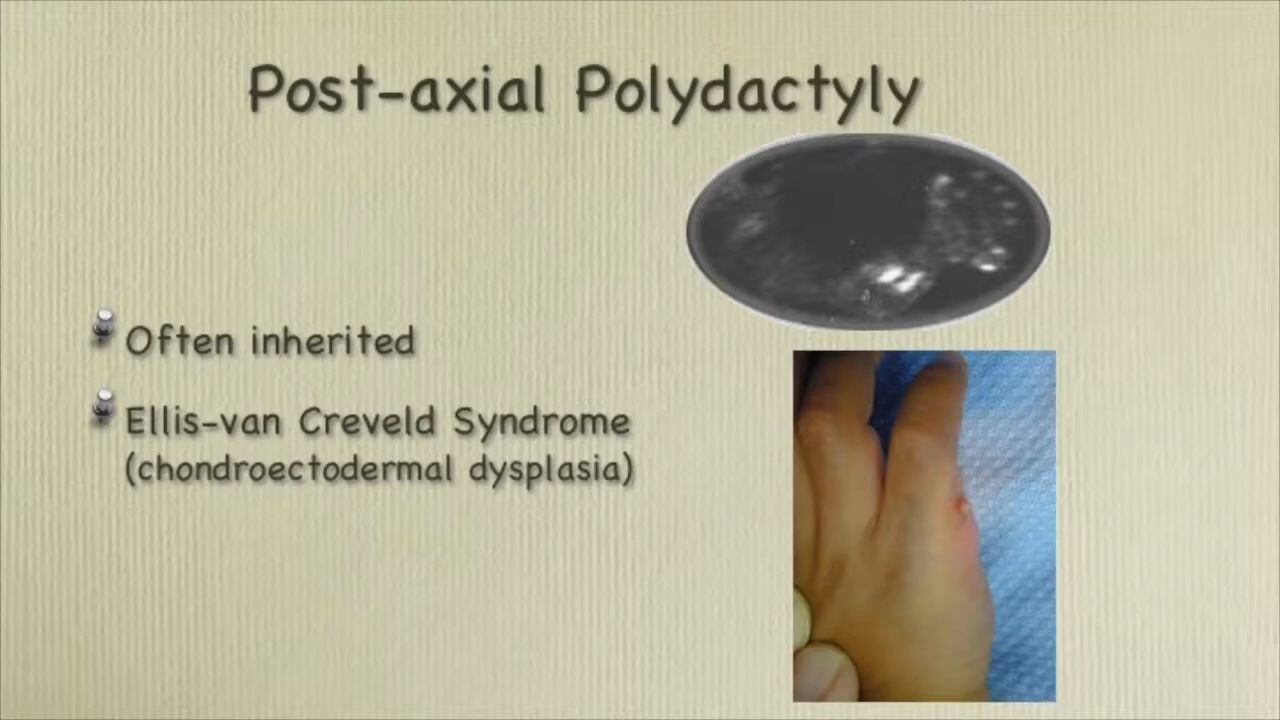 Post-axial Polydactyly
Often inherited
Ellis-van Creveld Syndrome
(chondroectodermal dysplasia)